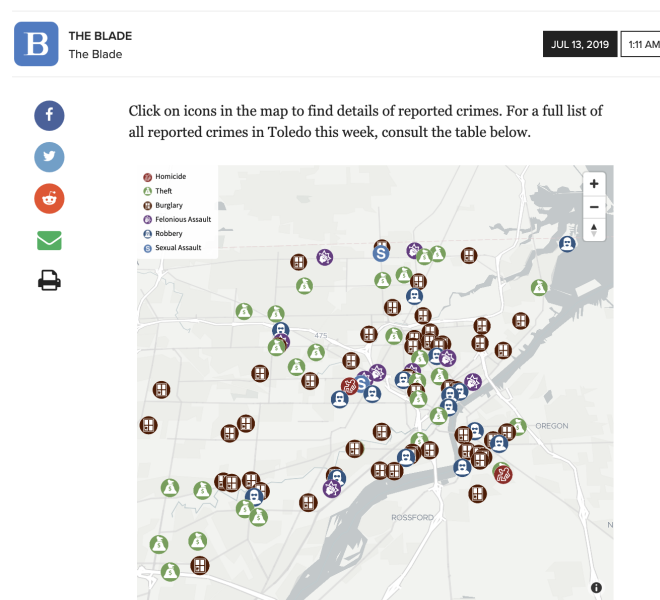 B
THE BLADE
The Blade
JUL 13, 2019
1:11 AM
f
Click on icons in the map to find details of reported crimes. For a full list of
all reported crimes in Toledo this week, consult the table below.
Homicide
Theft
Burglary
Felonious Assault
Robbery
S Sexual Assault
+
−
S
475
S
OREGON
ROSSFORD
N
i